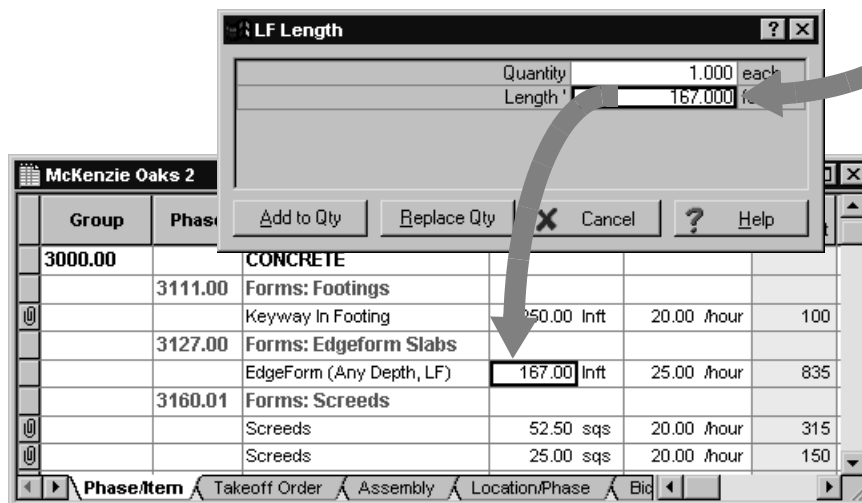 LF Length
Quantity 1.000 each
Length ' 167.000
Add to Qty Replace Qty Cancel Help
McKenzie Oaks 2
Group
3000.00 CONCRETE
3111.00 Forms: Footings
Keyway In Footing lnft 20.00 /hour 100
3127.00 Forms: Edgeform Slabs
EdgeForm (Any Depth, LF) 167.00 lnft 25.00 /hour 835
3160.01 Forms: Screeds
Screeds 52.50 sqs 20.00 /hour 315
Screeds 25.00 sqs 20.00 /hour 150
Phase/Item Takeoff Order Assembly Location/Phase